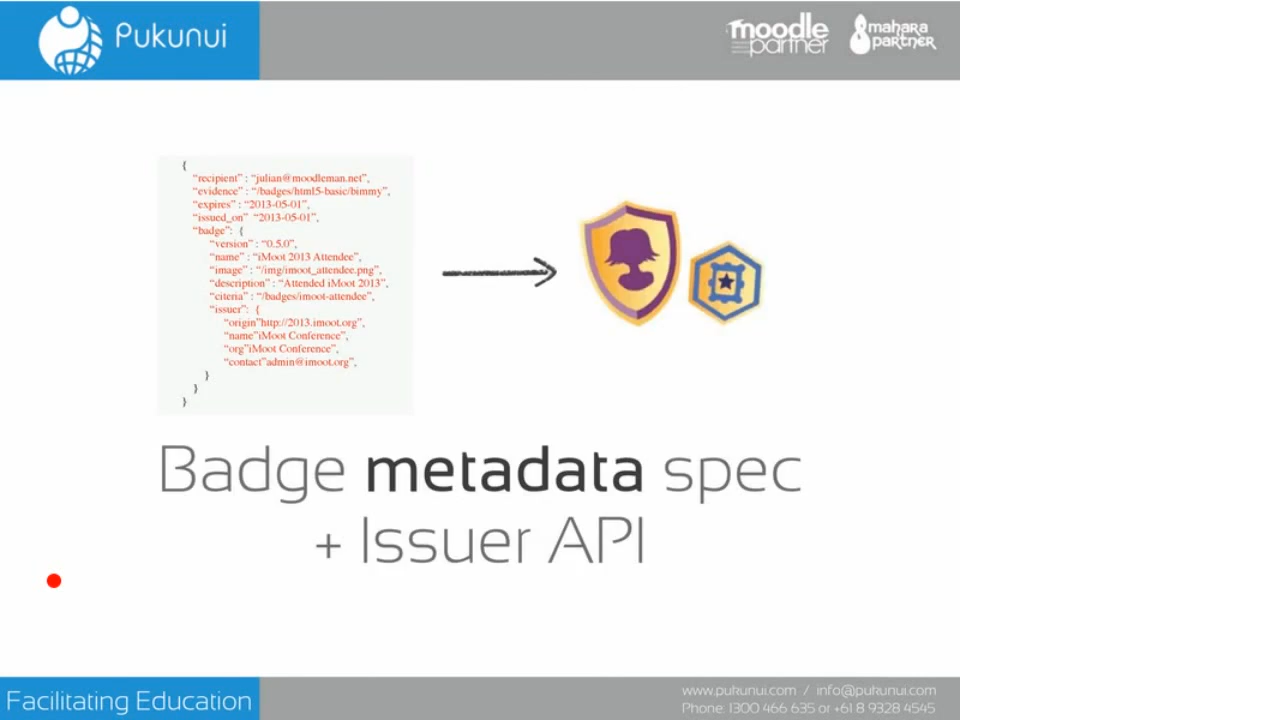 Pukunui
moodle
partner
mahara
partner
{
“recipient” : “julian@moodleman.net”,
“evidence” : “/badges/html5-basic/bimmy”,
“expires” : “2013-05-01”,
“issued_on”  “2013-05-01”,
“badge”:  {
“version” : “0.5.0”,
“name” : “iMoot 2013 Attendee”,
“image” : “/img/imoot_attendee.png”,
“description” : “Attended iMoot 2013”,
“citeria” : “/badges/imoot-attendee”,
“issuer”:  {
“origin”http://2013.imoot.org”,
“name”iMoot Conference”,
“org”iMoot Conference”,
“contact”admin@imoot.org”,
}
}
}
Badge metadata spec
+ Issuer API
Facilitating Education
www.pukunui.com / info@pukunui.com
Phone: 1300 466 635 or +61 8 9328 4545